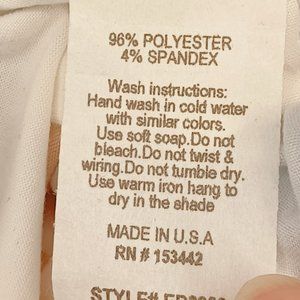 96% POLYESTER
4% SPANDEX
Wash instructions:
Hand wash in cold water
with similar colors.
Use soft soap.Do not
bleach.Do not twist &
wiring.Do not tumble dry.
Use warm iron hang to
dry in the shade
MADE IN U.S.A
RN # 153442
STYLE#